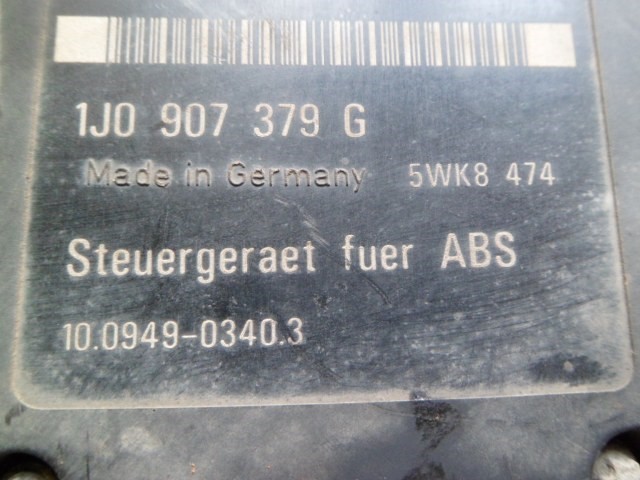 1J0 907 379 G
Made in Germany 5WK8 474
Steuergeraet fuer ABS
10.0949-0340.3